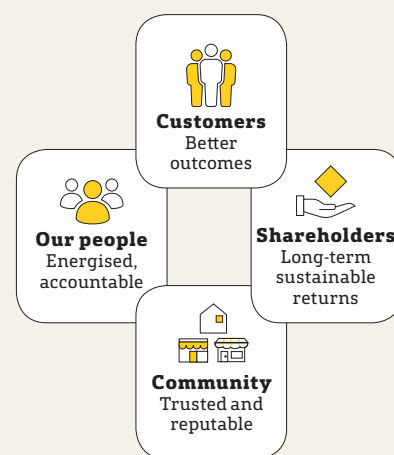 Customers
Better
outcomes
Our people
Energised,
accountable
Shareholders
Long-term
sustainable
returns
Community
Trusted and
reputable